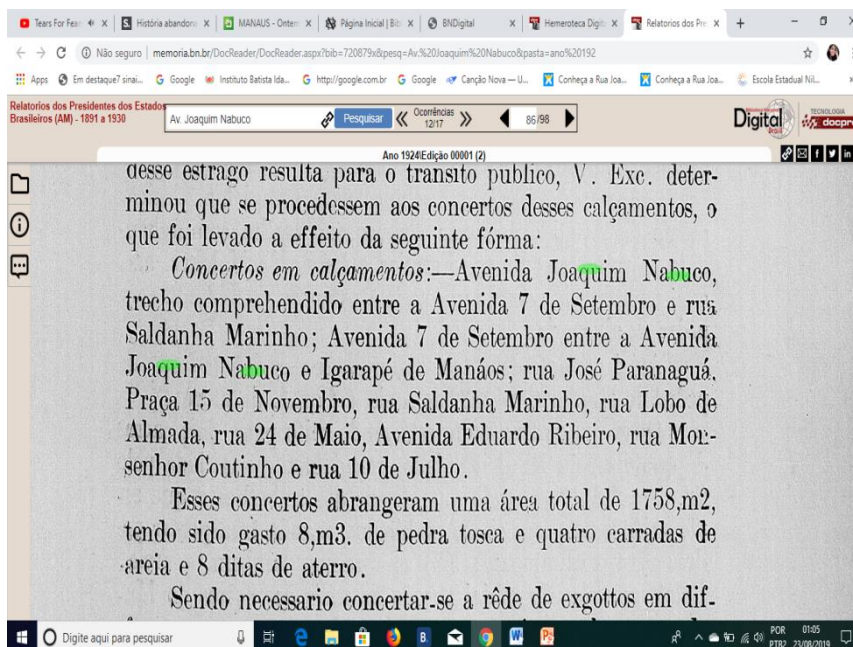 Tears For Fear
História abandona
MANAUS - Ontem
Página Inicial | Bib
BNDigital
Hemeroteca Digita
Relatorios dos Pre
Não seguro | memoria.bn.br/DocReader/DocReader.aspx?bib=720879x&pesq=Av.%20Joaquim%20Nabuco&pasta=ano%20192
Apps Em destaque7 sinai... Google Instituto Batista Ida... http://google.com.br Google Canção Nova — U... Conheça a Rua Joa... Conheça a Rua Joa... Escola Estadual Nil...
Relatorios dos Presidentes dos Estados
Brasileiros (AM) - 1891 a 1930
Av. Joaquim Nabuco
Pesquisar
Ocorrências
12/17
86/98
Digital
Brasil
TECNOLOGIA
docpro
Ano 1924\Edição 00001 (2)
desse estrago resulta para o transito publico, V. Exc. deter-
minou que se procedessem aos concertos desses calçamentos, o
que foi levado a effeito da seguinte fórma:
Concertos em calçamentos:—Avenida Joaquim Nabuco,
trecho comprehendido entre a Avenida 7 de Setembro e rua
Saldanha Marinho; Avenida 7 de Setembro entre a Avenida
Joaquim Nabuco e Igarapé de Manáos; rua José Paranaguá.
Praça 15 de Novembro, rua Saldanha Marinho, rua Lobo de
Almada, rua 24 de Maio, Avenida Eduardo Ribeiro, rua Mon-
senhor Coutinho e rua 10 de Julho.
Esses concertos abrangeram uma área total de 1758,m2,
tendo sido gasto 8,m3. de pedra tosca e quatro carradas de
areia e 8 ditas de aterro.
Sendo necessario concertar-se a rêde de exgottos em dif-
Digite aqui para pesquisar
POR
PTB2
01:05
23/08/2019